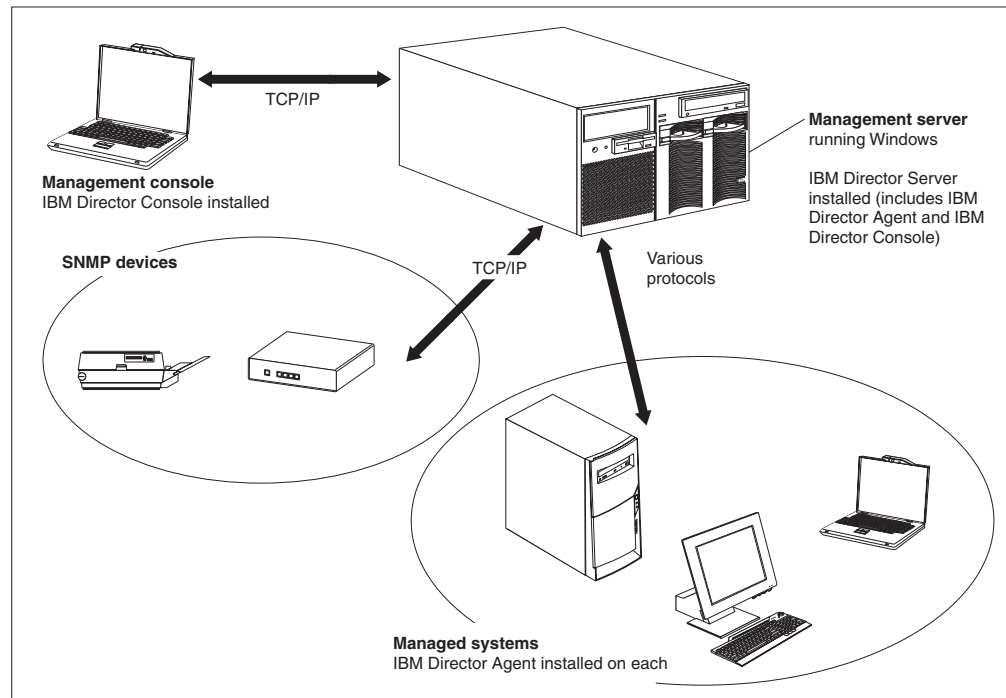 TCP/IP
Management console
IBM Director Console installed
Management server
running Windows
IBM Director Server
installed (includes IBM
Director Agent and IBM
Director Console)
SNMP devices
TCP/IP
Various
protocols
Managed systems
IBM Director Agent installed on each